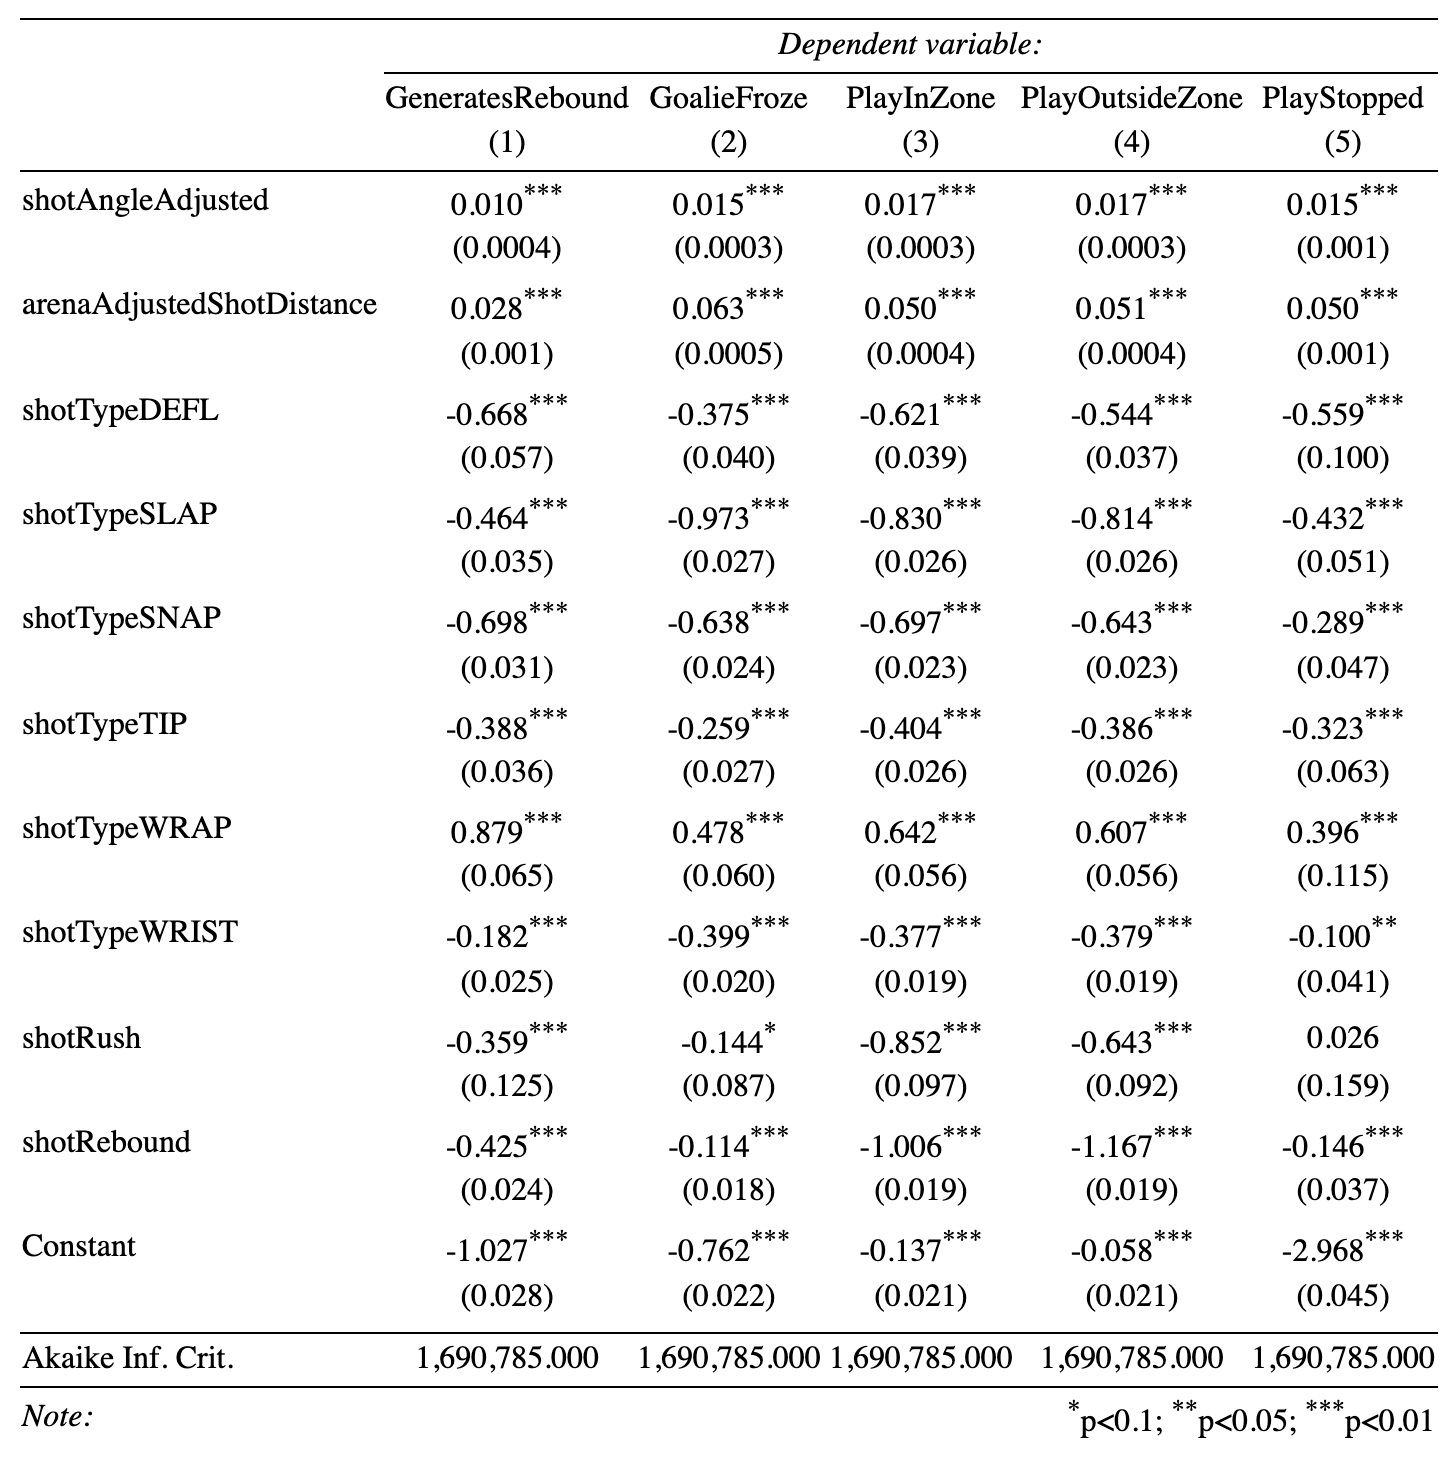 Dependent variable:
GeneratesRebound GoalieFroze PlayInZone PlayOutsideZone PlayStopped
(1) (2) (3) (4) (5)
shotAngleAdjusted 0.010*** 0.015*** 0.017*** 0.017*** 0.015***
(0.0004) (0.0003) (0.0003) (0.0003) (0.001)
arenaAdjustedShotDistance 0.028*** 0.063*** 0.050*** 0.051*** 0.050***
(0.001) (0.0005) (0.0004) (0.0004) (0.001)
shotTypeDEFL -0.668*** -0.375*** -0.621*** -0.544*** -0.559***
(0.057) (0.040) (0.039) (0.037) (0.100)
shotTypeSLAP -0.464*** -0.973*** -0.830*** -0.814*** -0.432***
(0.035) (0.027) (0.026) (0.026) (0.051)
shotTypeSNAP -0.698*** -0.638*** -0.697*** -0.643*** -0.289***
(0.031) (0.024) (0.023) (0.023) (0.047)
shotTypeTIP -0.388*** -0.259*** -0.404*** -0.386*** -0.323***
(0.036) (0.027) (0.026) (0.026) (0.063)
shotTypeWRAP 0.879*** 0.478*** 0.642*** 0.607*** 0.396***
(0.065) (0.060) (0.056) (0.056) (0.115)
shotTypeWRIST -0.182*** -0.399*** -0.377*** -0.379*** -0.100**
(0.025) (0.020) (0.019) (0.019) (0.041)
shotRush -0.359*** -0.144* -0.852*** -0.643*** 0.026
(0.125) (0.087) (0.097) (0.092) (0.159)
shotRebound -0.425*** -0.114*** -1.006*** -1.167*** -0.146***
(0.024) (0.018) (0.019) (0.019) (0.037)
Constant -1.027*** -0.762*** -0.137*** -0.058*** -2.968***
(0.028) (0.022) (0.021) (0.021) (0.045)
Akaike Inf. Crit. 1,690,785.000 1,690,785.000 1,690,785.000 1,690,785.000 1,690,785.000
Note: *p<0.1; **p<0.05; ***p<0.01